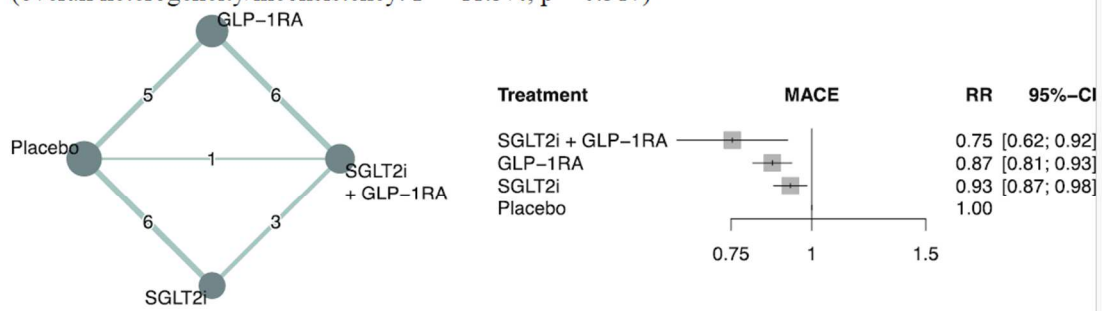 GLP−1RA
5
6
Placebo
1
SGLT2i
+ GLP−1RA
6
3
SGLT2i
Treatment MACE RR 95%−CI
SGLT2i + GLP−1RA 0.75 [0.62; 0.92]
GLP−1RA 0.87 [0.81; 0.93]
SGLT2i 0.93 [0.87; 0.98]
Placebo 1.00
0.75 1 1.5